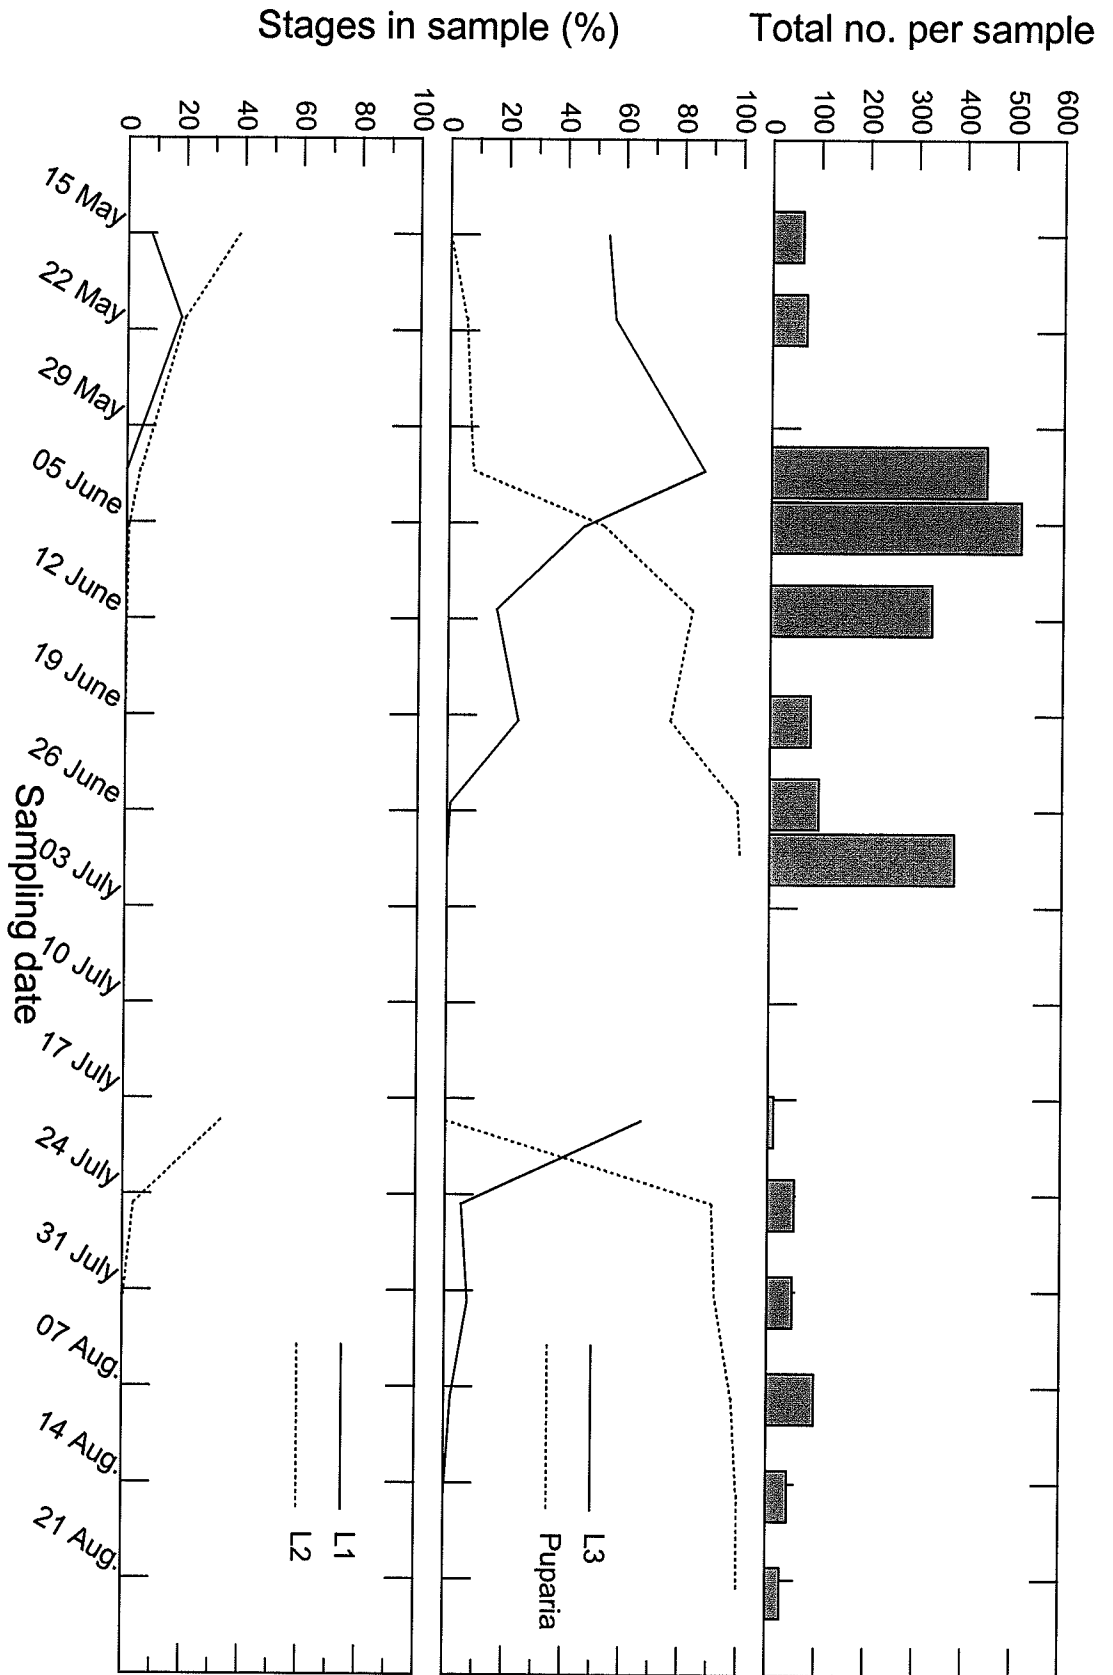 Total no. per sample
600
500
400
300
200
100
0
Stages in sample (%)
100
80
60
40
20
0
L3
Puparia
100
80
60
40
20
0
L1
L2
15 May
22 May
29 May
05 June
12 June
19 June
26 June
03 July
10 July
17 July
24 July
31 July
07 Aug.
14 Aug.
21 Aug.
Sampling date